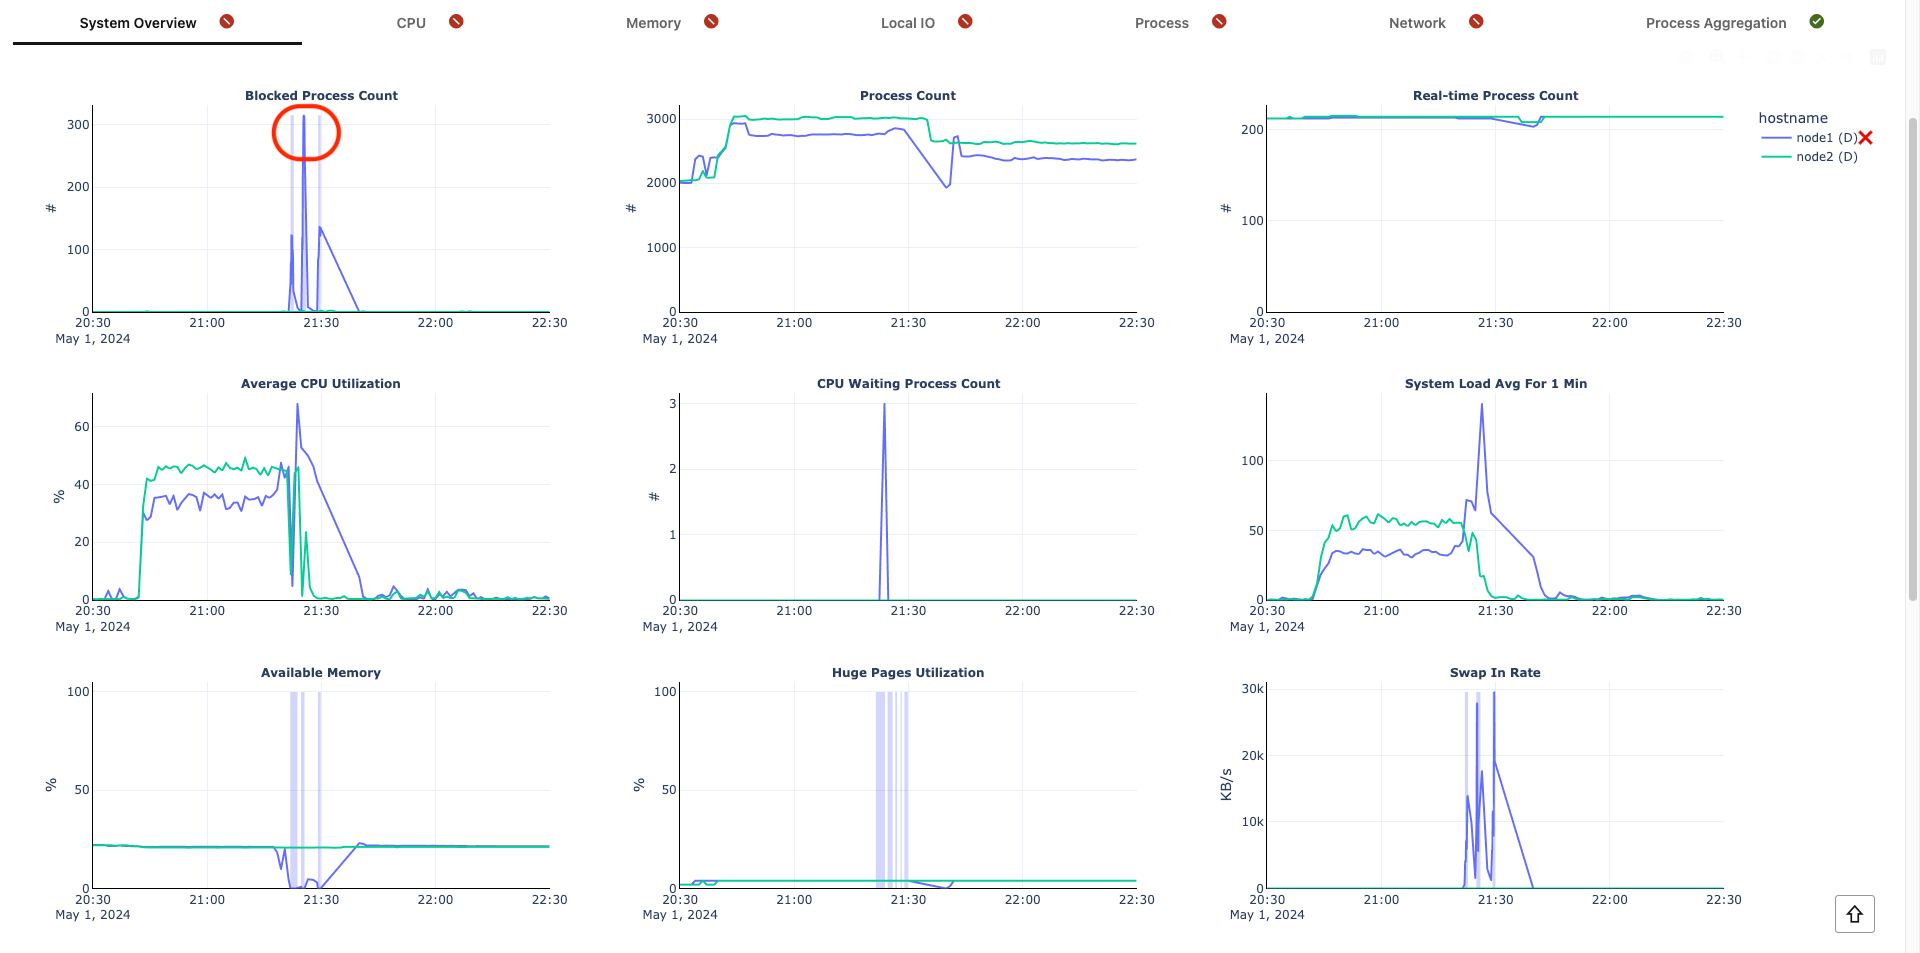 System Overview CPU Memory Local IO Process Network Process Aggregation
Blocked Process Count
300
200
100
0
#
20:30 21:00 21:30 22:00 22:30
May 1, 2024
Process Count
3000
2000
1000
0
#
20:30 21:00 21:30 22:00 22:30
May 1, 2024
Real-time Process Count
200
100
0
#
20:30 21:00 21:30 22:00 22:30
May 1, 2024
hostname
node1 (D)
node2 (D)
Average CPU Utilization
60
40
20
0
%
20:30 21:00 21:30 22:00 22:30
May 1, 2024
CPU Waiting Process Count
3
2
1
0
#
20:30 21:00 21:30 22:00 22:30
May 1, 2024
System Load Avg For 1 Min
100
50
0
20:30 21:00 21:30 22:00 22:30
May 1, 2024
Available Memory
100
50
0
%
20:30 21:00 21:30 22:00 22:30
May 1, 2024
Huge Pages Utilization
100
50
0
%
20:30 21:00 21:30 22:00 22:30
May 1, 2024
Swap In Rate
30k
20k
10k
0
KB/s
20:30 21:00 21:30 22:00 22:30
May 1, 2024